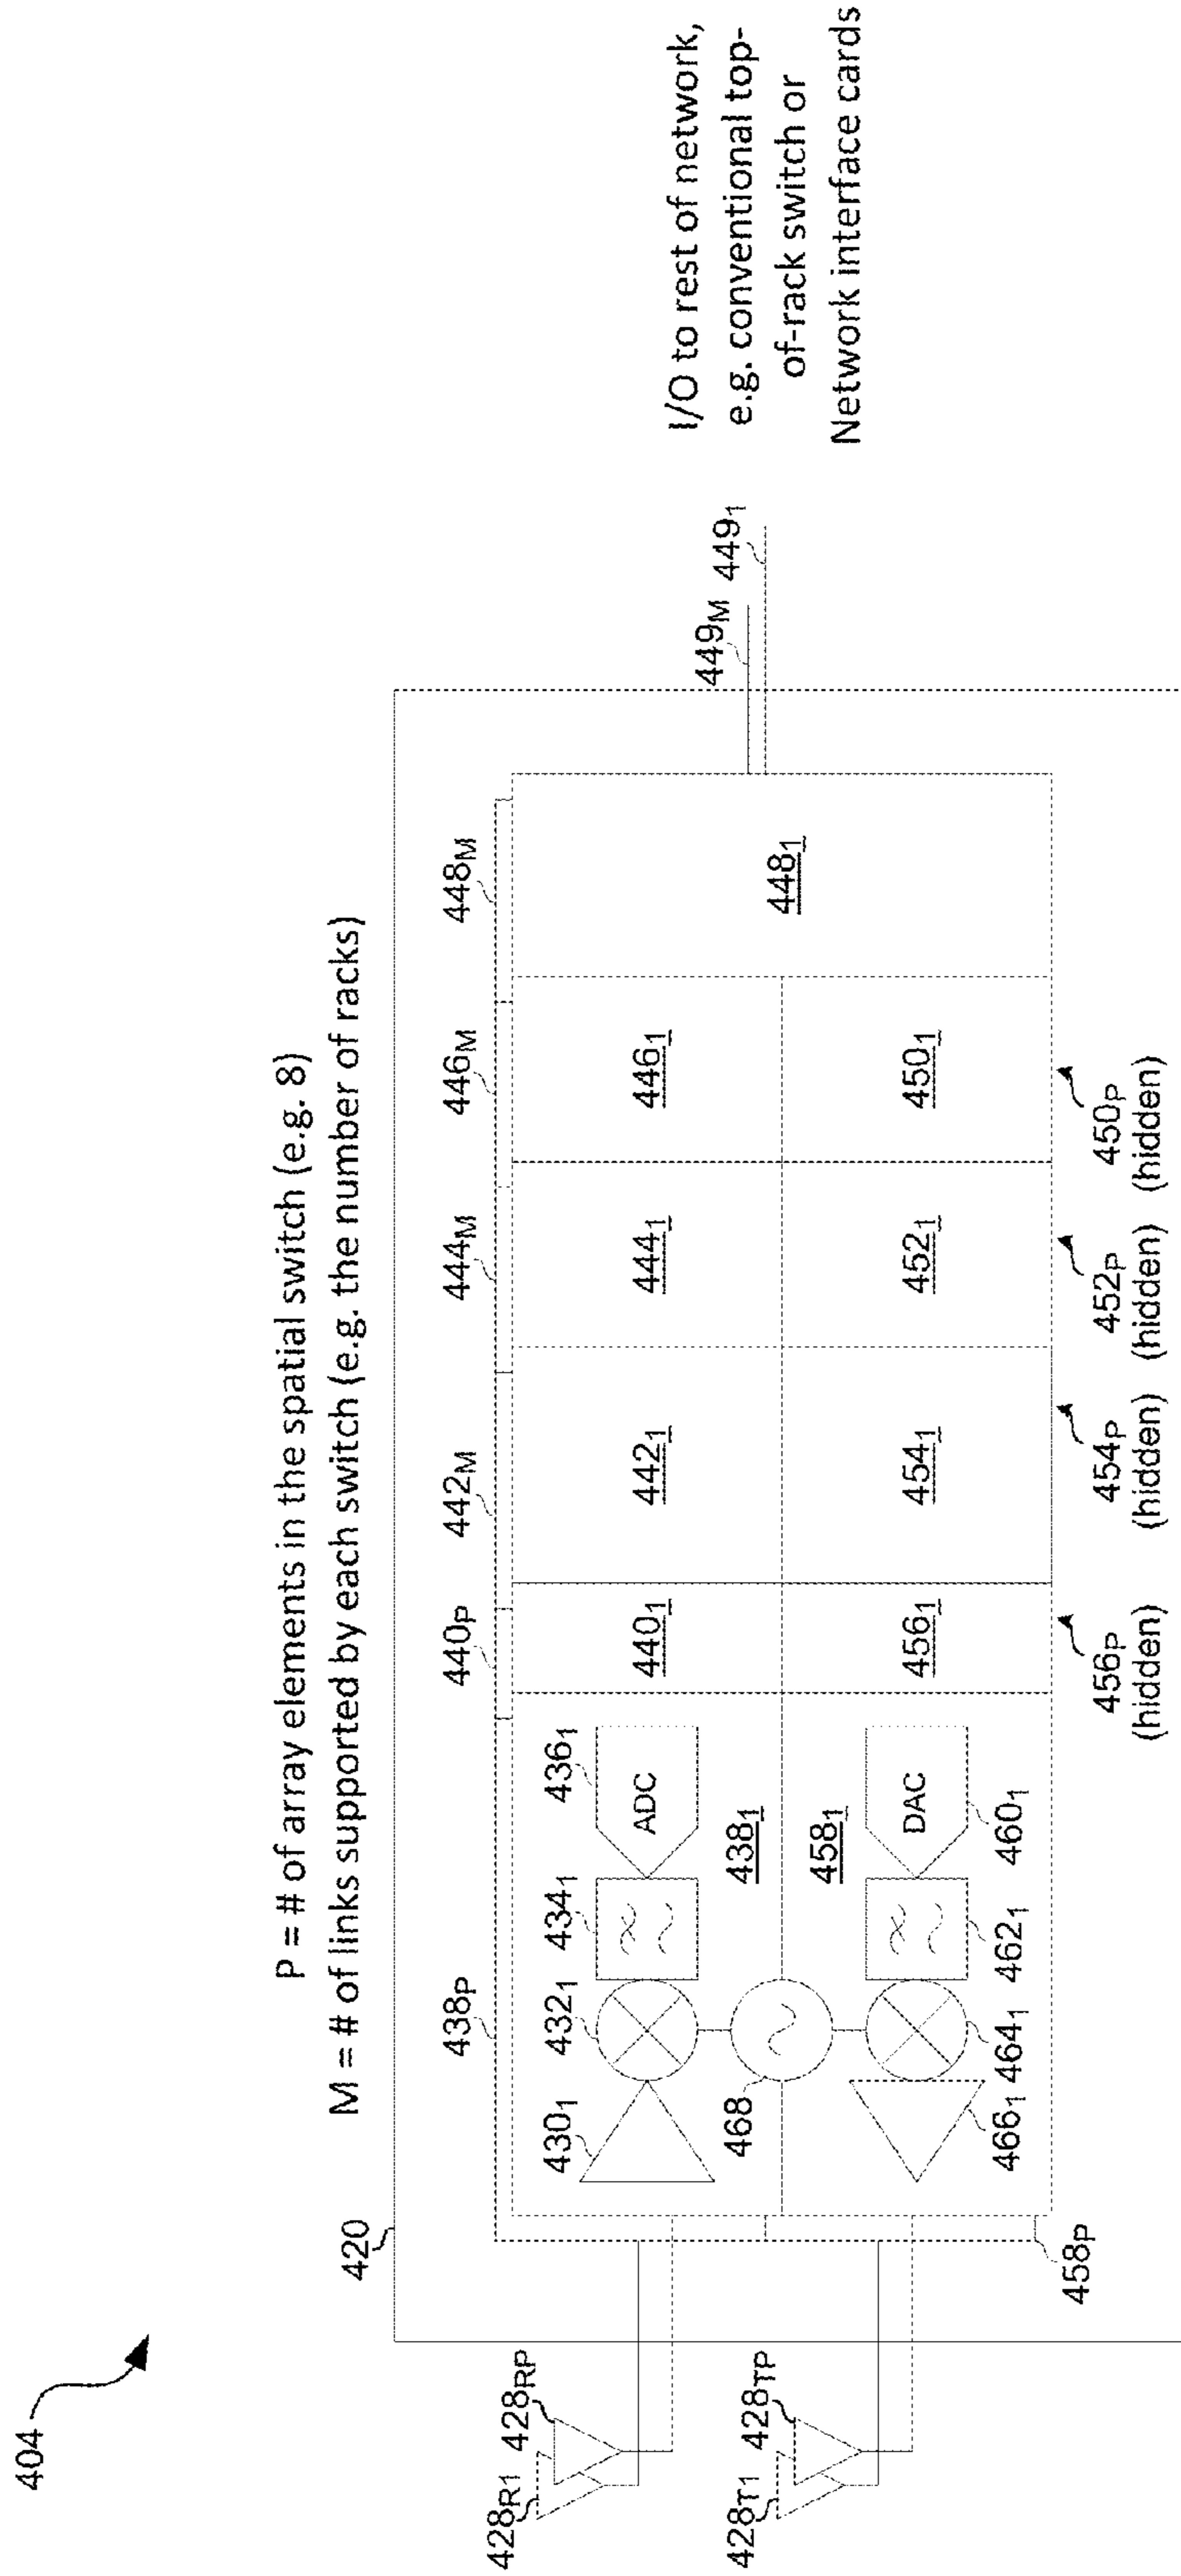 404
P = # of array elements in the spatial switch (e.g. 8)
M = # of links supported by each switch (e.g. the number of racks)
420
438P
440P
442M
444M
446M
448M
428R1
428RP
428T1
428TP
430₁
432₁
434₁
436₁
ADC
438₁
440₁
442₁
444₁
446₁
448₁
449M
449₁
I/O to rest of network,
e.g. conventional top-
of-rack switch or
Network interface cards
468
458₁
DAC
456₁
454₁
452₁
450₁
466₁
464₁
462₁
460₁
458P
456P
(hidden)
454P
(hidden)
452P
(hidden)
450P
(hidden)